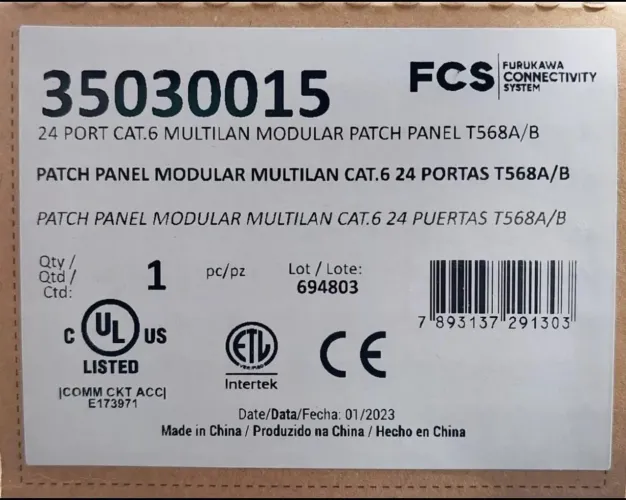 35030015
FCS FURUKAWA
CONNECTIVITY
SYSTEM
24 PORT CAT.6 MULTILAN MODULAR PATCH PANEL T568A/B
PATCH PANEL MODULAR MULTILAN CAT.6 24 PORTAS T568A/B
PATCH PANEL MODULAR MULTILAN CAT.6 24 PUERTAS T568A/B
Qty /
Qtd /
Ctd:
1 pc/pz
Lot / Lote:
694803
7 893137 291303
C UL US
LISTED
|COMM CKT ACC|
E173971
ETL
Intertek
CE
Date/Data/Fecha: 01/2023
Made in China / Produzido na China / Hecho en China